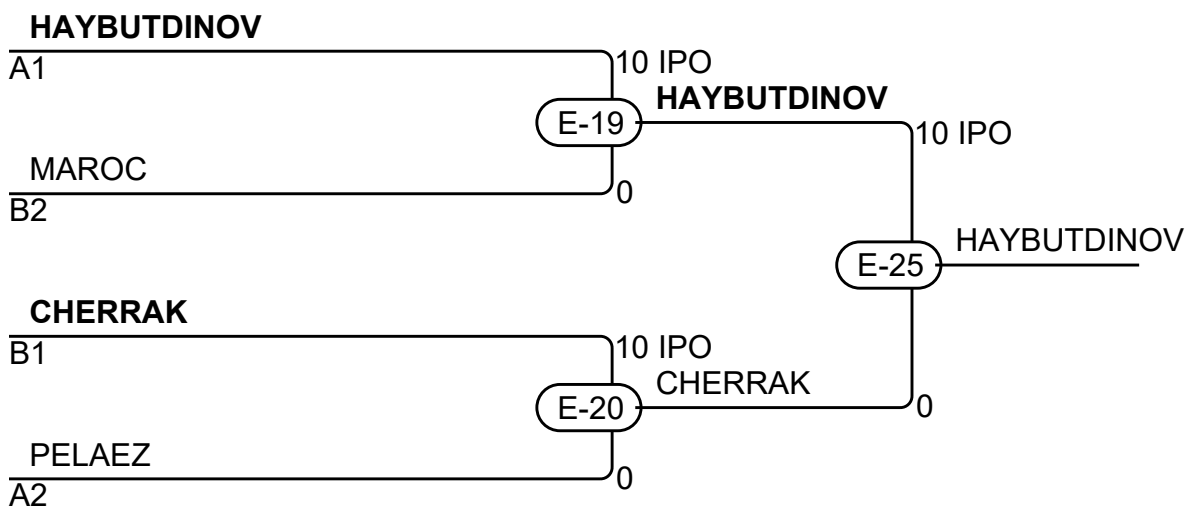 HAYBUTDINOV
A1
10 IPO
HAYBUTDINOV
E-19
10 IPO
MAROC
0
B2
HAYBUTDINOV
E-25
CHERRAK
B1
10 IPO
CHERRAK
E-20
0
PELAEZ
0
A2